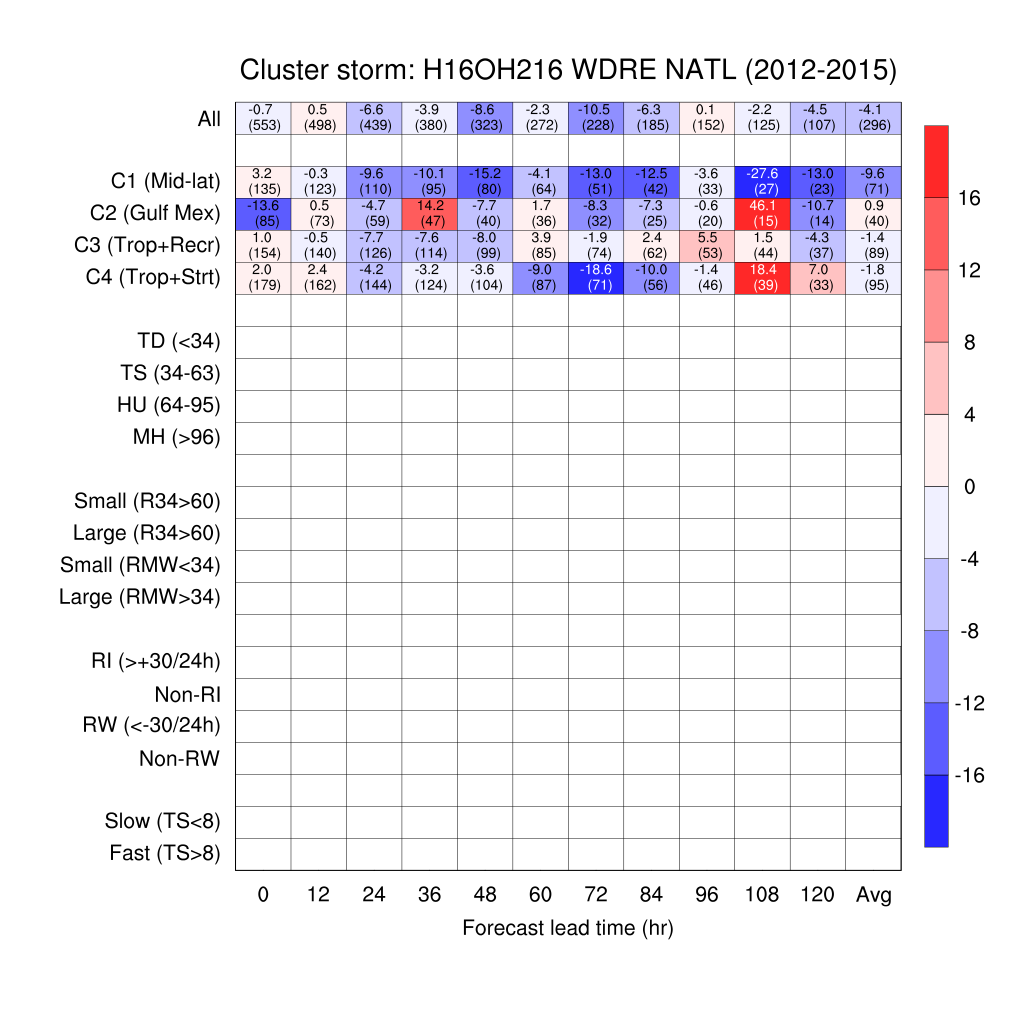 Cluster storm: H16OH216 WDRE NATL (2012-2015)
All -0.7 0.5 -6.6 -3.9 -8.6 -2.3 -10.5 -6.3 0.1 -2.2 -4.5 -4.1
(553) (498) (439) (380) (323) (272) (228) (185) (152) (125) (107) (296)
C1 (Mid-lat) 3.2 -0.3 -9.6 -10.1 -15.2 -4.1 -13.0 -12.5 -3.6 -27.6 -13.0 -9.6
(135) (123) (110) (95) (80) (64) (51) (42) (33) (27) (23) (71)
C2 (Gulf Mex) -13.6 0.5 -4.7 14.2 -7.7 1.7 -8.3 -7.3 -0.6 46.1 -10.7 0.9
(85) (73) (59) (47) (40) (36) (32) (25) (20) (15) (14) (40)
C3 (Trop+Recr) 1.0 -0.5 -7.7 -7.6 -8.0 3.9 -1.9 2.4 5.5 1.5 -4.3 -1.4
(154) (140) (126) (114) (99) (85) (74) (62) (53) (44) (37) (89)
C4 (Trop+Strt) 2.0 2.4 -4.2 -3.2 -3.6 -9.0 -18.6 -10.0 -1.4 18.4 7.0 -1.8
(179) (162) (144) (124) (104) (87) (71) (56) (46) (39) (33) (95)
TD (<34)
TS (34-63)
HU (64-95)
MH (>96)
Small (R34>60)
Large (R34>60)
Small (RMW<34)
Large (RMW>34)
RI (>+30/24h)
Non-RI
RW (<-30/24h)
Non-RW
Slow (TS<8)
Fast (TS>8)
0 12 24 36 48 60 72 84 96 108 120 Avg
Forecast lead time (hr)
16
12
8
4
0
-4
-8
-12
-16